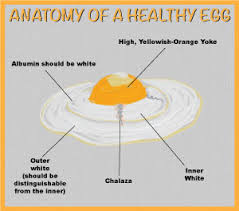 ANATOMY OF A HEALTHY EGG
High, Yellowish-Orange Yoke
Albumin should be white
Outer
white
(should be
distinguishable
from the inner)
Chalaza
Inner
White